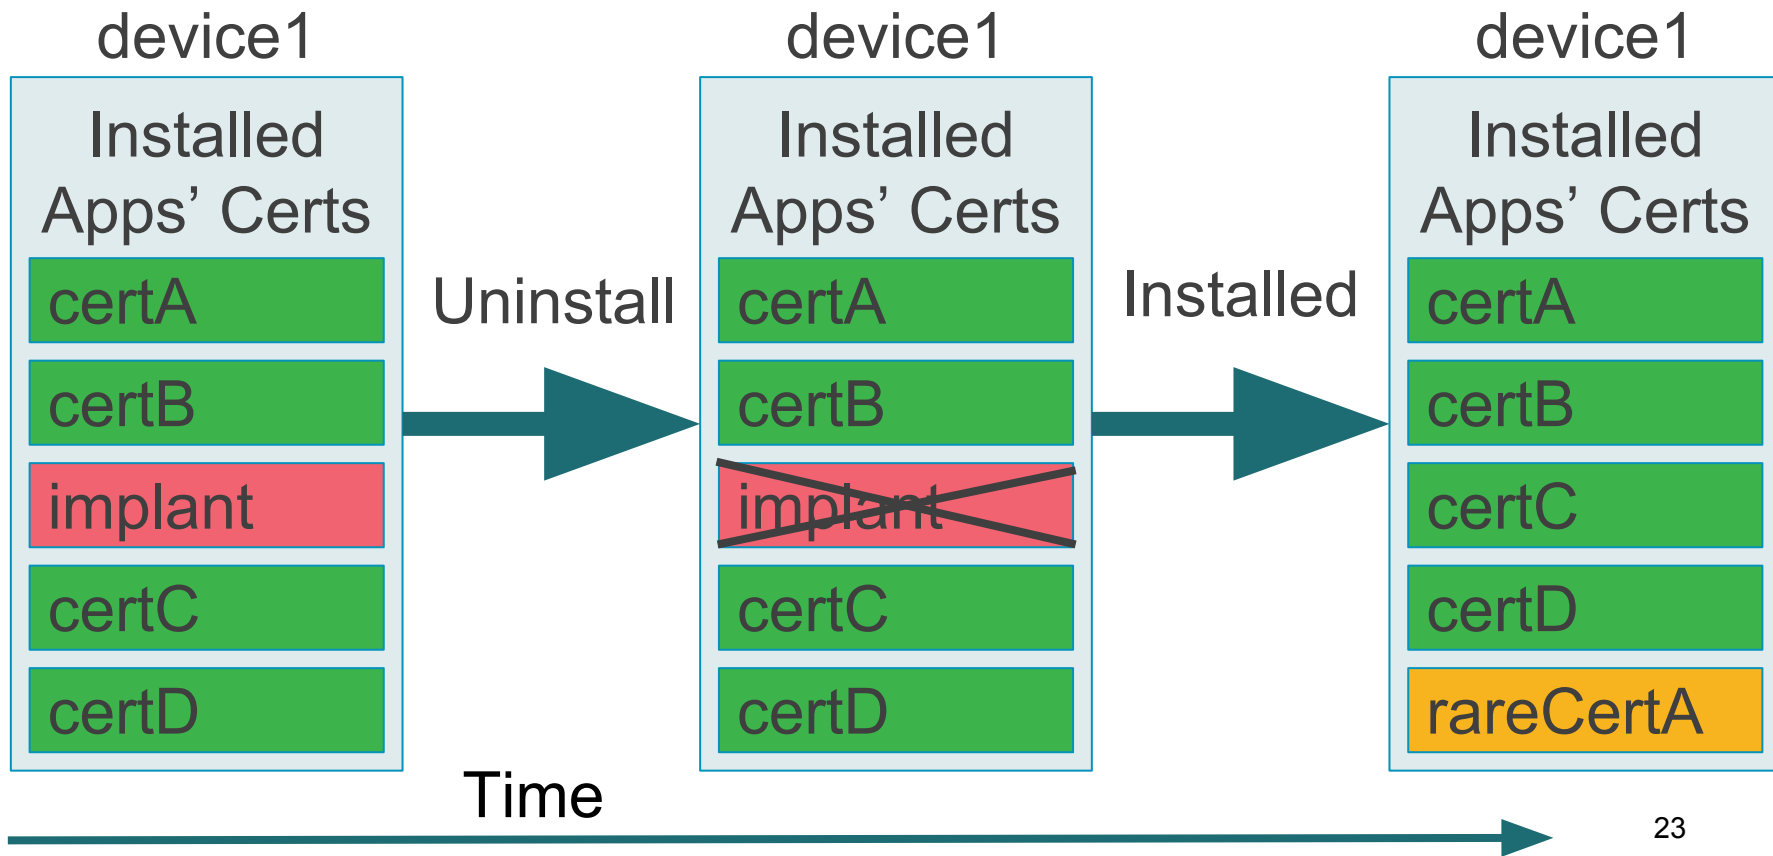 device1
Installed
Apps’ Certs
certA
certB
implant
certC
certD
Uninstall
device1
Installed
Apps’ Certs
certA
certB
implant
certC
certD
Installed
device1
Installed
Apps’ Certs
certA
certB
certC
certD
rareCertA
Time
23